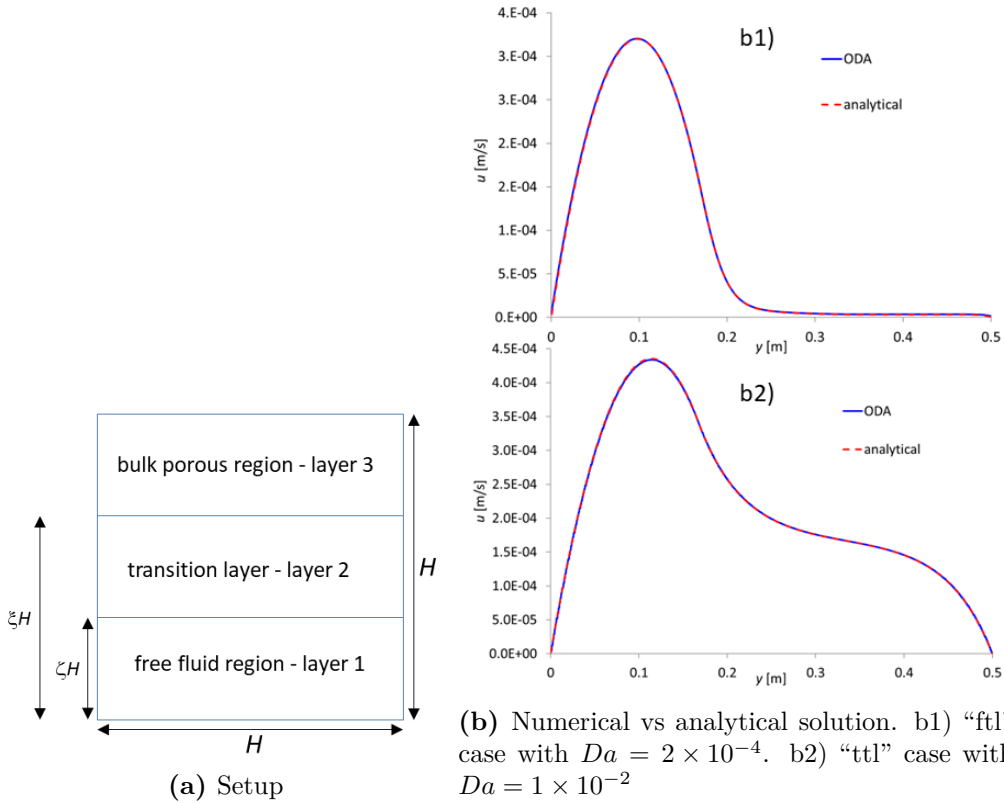 bulk porous region - layer 3
transition layer - layer 2
free fluid region - layer 1
H
ξH
ζH
H
(a) Setup
b1)
ODA
analytical
u [m/s]
4.E-04
3.E-04
3.E-04
2.E-04
2.E-04
1.E-04
1.E-04
5.E-05
0.E+00
0 0.1 0.2 0.3 0.4 0.5
y [m]
b2)
ODA
analytical
u [m/s]
4.5E-04
4.0E-04
3.5E-04
3.0E-04
2.5E-04
2.0E-04
1.5E-04
1.0E-04
5.0E-05
0.0E+00
0 0.1 0.2 0.3 0.4 0.5
y [m]
(b) Numerical vs analytical solution. b1) “ftl”
case with Da = 2 × 10⁻⁴. b2) “ttl” case with
Da = 1 × 10⁻²